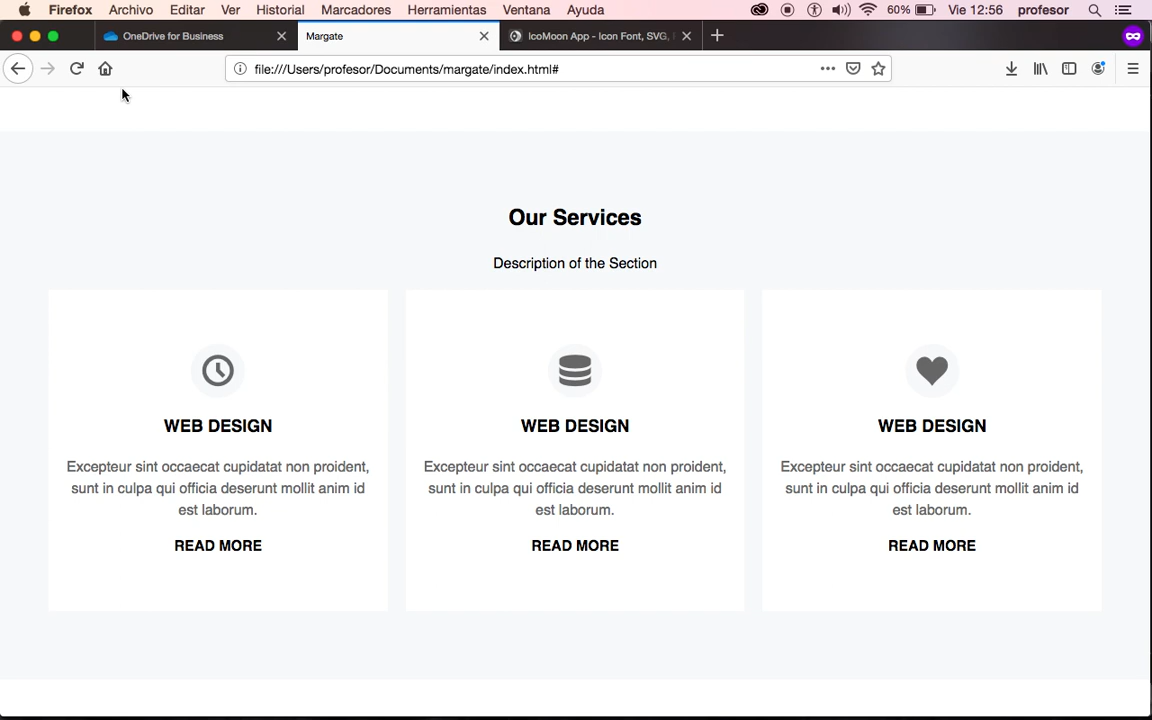 Firefox Archivo Editar Ver Historial Marcadores Herramientas Ventana Ayuda 60% Vie 12:56 profesor
OneDrive for Business Margate IcoMoon App - Icon Font, SVG,
file:///Users/profesor/Documents/margate/index.html#
Our Services
Description of the Section
WEB DESIGN
Excepteur sint occaecat cupidatat non proident,
sunt in culpa qui officia deserunt mollit anim id
est laborum.
READ MORE
WEB DESIGN
Excepteur sint occaecat cupidatat non proident,
sunt in culpa qui officia deserunt mollit anim id
est laborum.
READ MORE
WEB DESIGN
Excepteur sint occaecat cupidatat non proident,
sunt in culpa qui officia deserunt mollit anim id
est laborum.
READ MORE